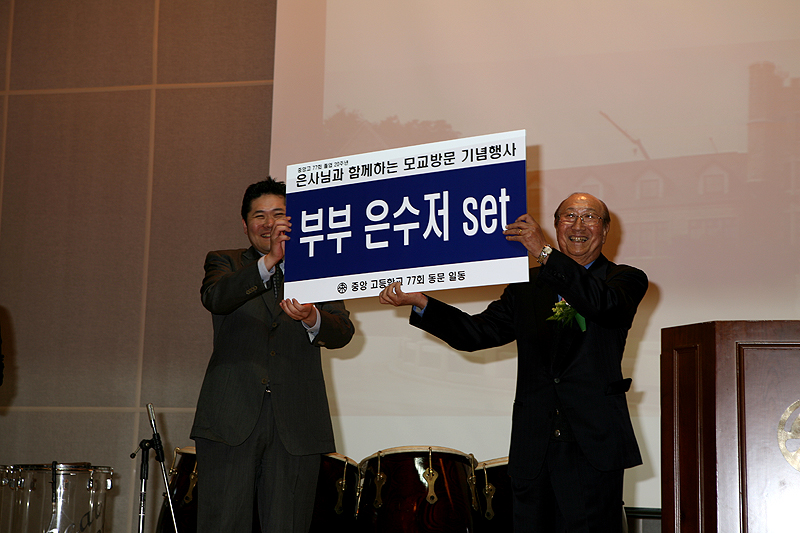 중앙고 77회 졸업 20주년
은사님과 함께하는 모교방문 기념행사
부부 은수저 set
중앙 고등학교 77회 동문 일동